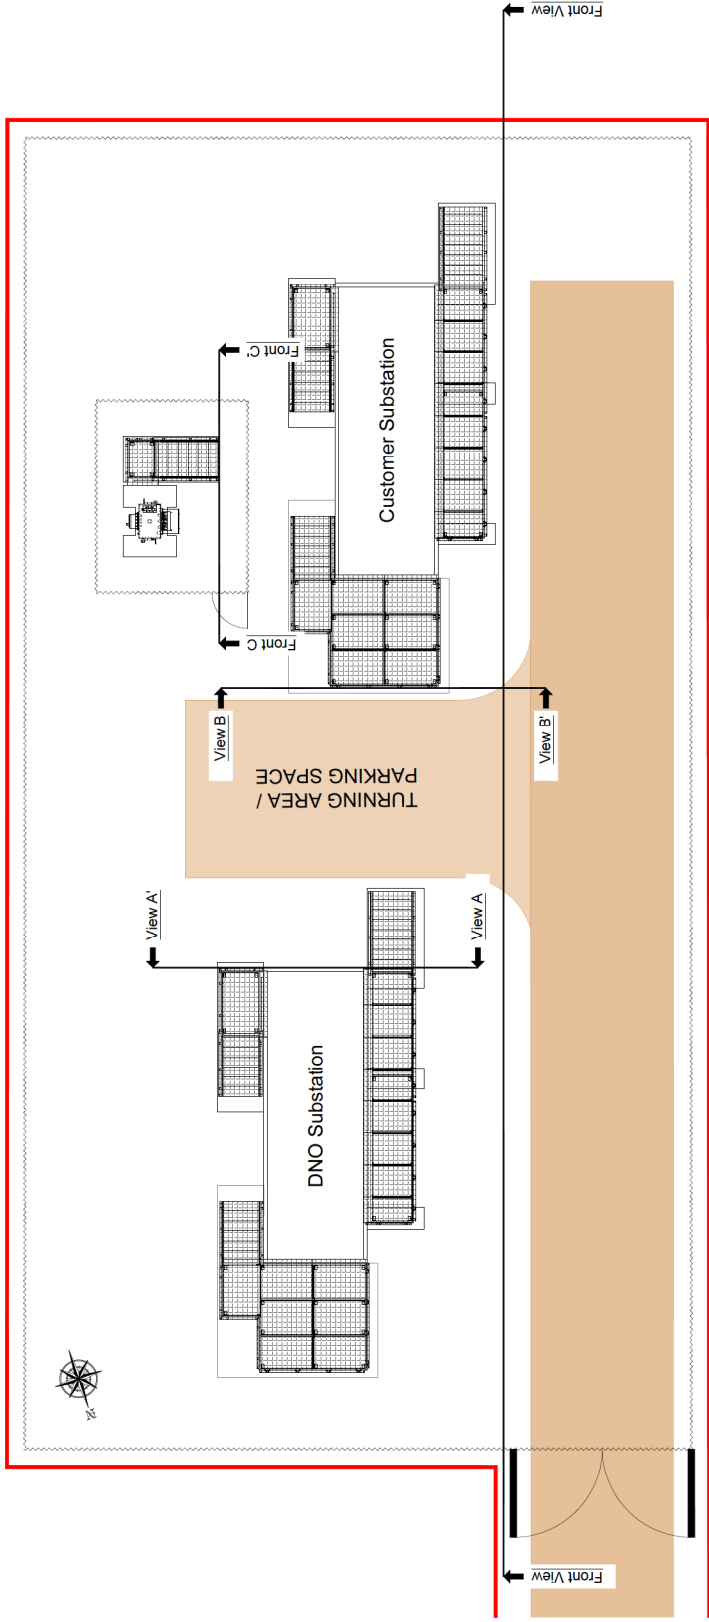 Front View
Front C'
Customer Substation
Front C
View B
View B'
TURNING AREA /
PARKING SPACE
View A'
View A
DNO Substation
N
Front View